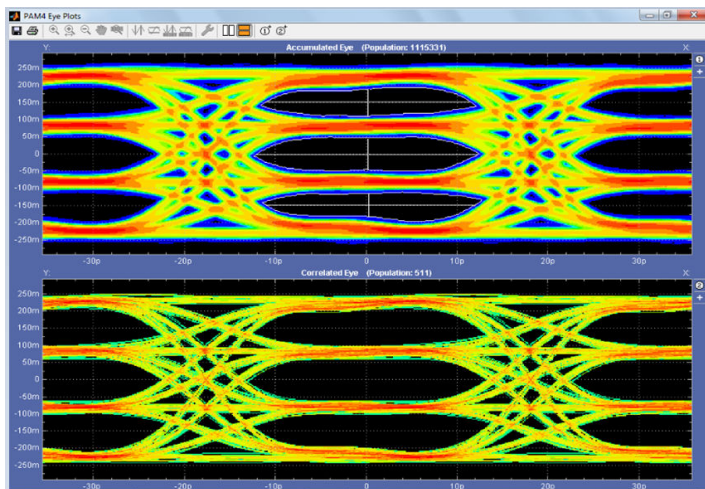 PAM4 Eye Plots
Y: Accumulated Eye (Population: 1115331) X:
250m
200m
150m
100m
50m
0
-50m
-100m
-150m
-200m
-250m
-30p -20p -10p 0 10p 20p 30p
Y: Correlated Eye (Population: 511) X:
250m
200m
150m
100m
50m
0
-50m
-100m
-150m
-200m
-250m
-30p -20p -10p 0 10p 20p 30p